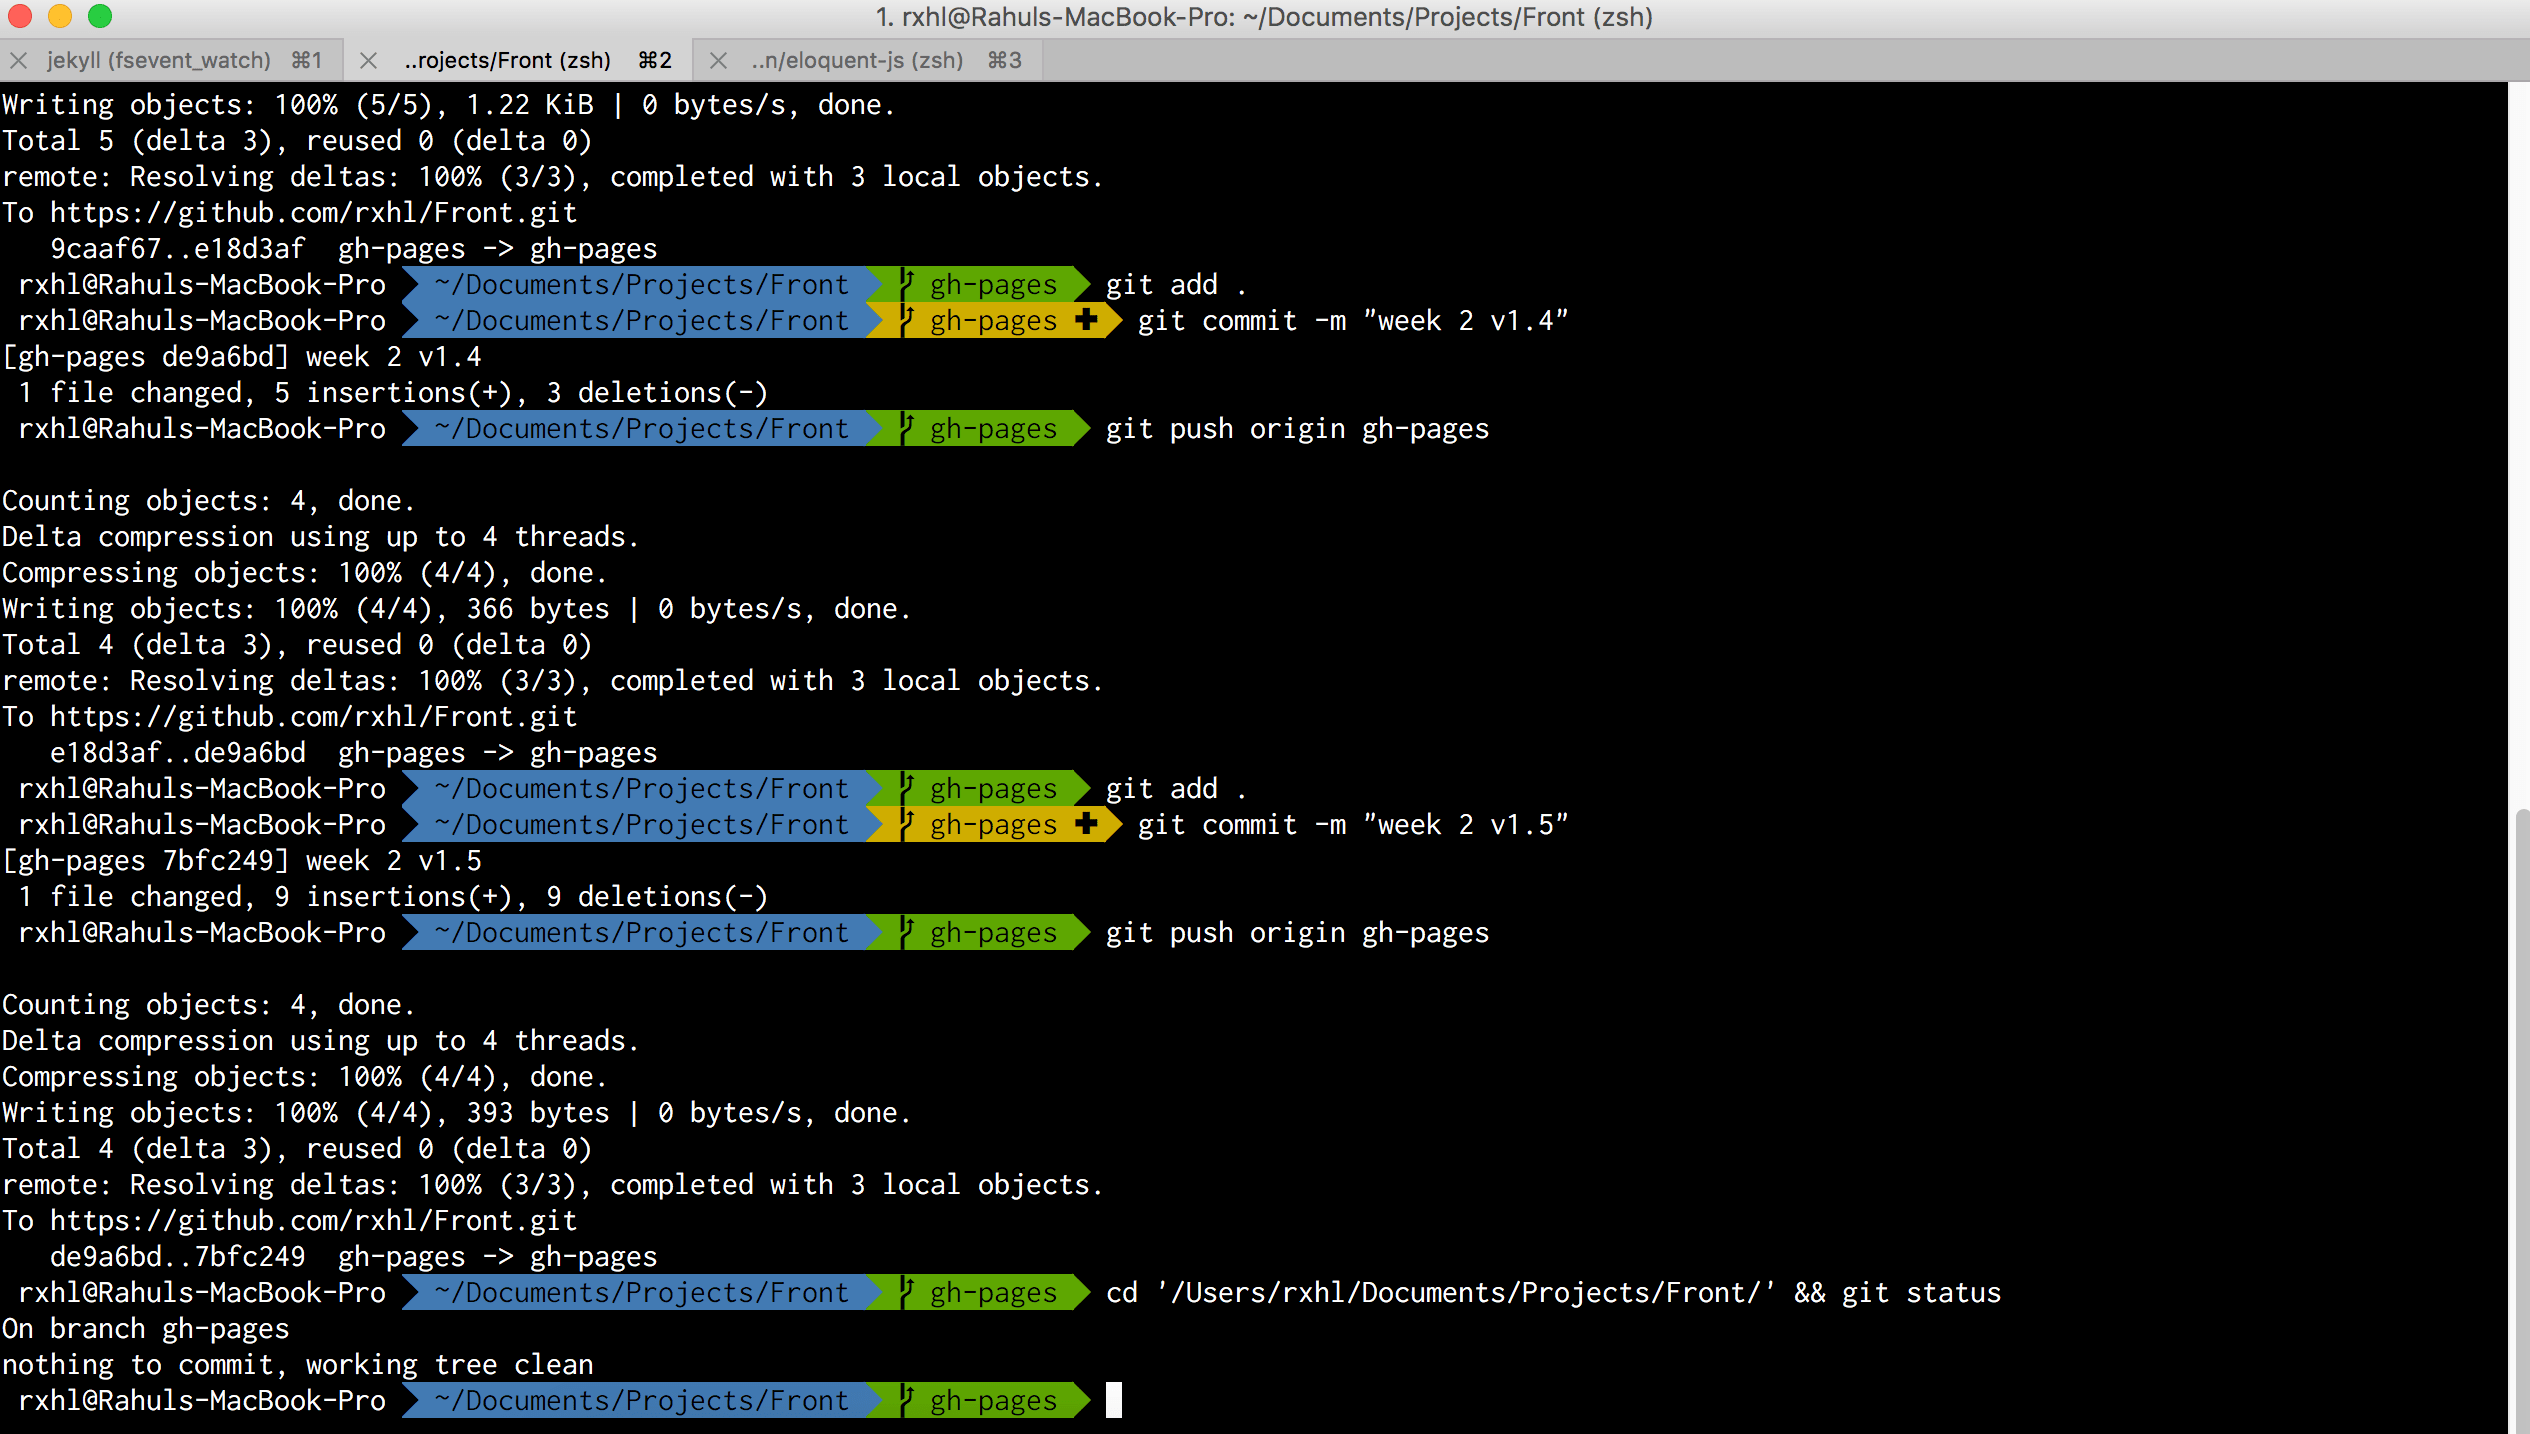 1. rxhl@Rahuls-MacBook-Pro: ~/Documents/Projects/Front (zsh)
jekyll (fsevent_watch) ⌘1 ..rojects/Front (zsh) ⌘2 ..n/eloquent-js (zsh) ⌘3
Writing objects: 100% (5/5), 1.22 KiB | 0 bytes/s, done.
Total 5 (delta 3), reused 0 (delta 0)
remote: Resolving deltas: 100% (3/3), completed with 3 local objects.
To https://github.com/rxhl/Front.git
   9caaf67..e18d3af  gh-pages -> gh-pages
rxhl@Rahuls-MacBook-Pro ~/Documents/Projects/Front gh-pages git add .
rxhl@Rahuls-MacBook-Pro ~/Documents/Projects/Front gh-pages ✚ git commit -m "week 2 v1.4"
[gh-pages de9a6bd] week 2 v1.4
 1 file changed, 5 insertions(+), 3 deletions(-)
rxhl@Rahuls-MacBook-Pro ~/Documents/Projects/Front gh-pages git push origin gh-pages
Counting objects: 4, done.
Delta compression using up to 4 threads.
Compressing objects: 100% (4/4), done.
Writing objects: 100% (4/4), 366 bytes | 0 bytes/s, done.
Total 4 (delta 3), reused 0 (delta 0)
remote: Resolving deltas: 100% (3/3), completed with 3 local objects.
To https://github.com/rxhl/Front.git
   e18d3af..de9a6bd  gh-pages -> gh-pages
rxhl@Rahuls-MacBook-Pro ~/Documents/Projects/Front gh-pages git add .
rxhl@Rahuls-MacBook-Pro ~/Documents/Projects/Front gh-pages ✚ git commit -m "week 2 v1.5"
[gh-pages 7bfc249] week 2 v1.5
 1 file changed, 9 insertions(+), 9 deletions(-)
rxhl@Rahuls-MacBook-Pro ~/Documents/Projects/Front gh-pages git push origin gh-pages
Counting objects: 4, done.
Delta compression using up to 4 threads.
Compressing objects: 100% (4/4), done.
Writing objects: 100% (4/4), 393 bytes | 0 bytes/s, done.
Total 4 (delta 3), reused 0 (delta 0)
remote: Resolving deltas: 100% (3/3), completed with 3 local objects.
To https://github.com/rxhl/Front.git
   de9a6bd..7bfc249  gh-pages -> gh-pages
rxhl@Rahuls-MacBook-Pro ~/Documents/Projects/Front gh-pages cd '/Users/rxhl/Documents/Projects/Front/' && git status
On branch gh-pages
nothing to commit, working tree clean
rxhl@Rahuls-MacBook-Pro ~/Documents/Projects/Front gh-pages